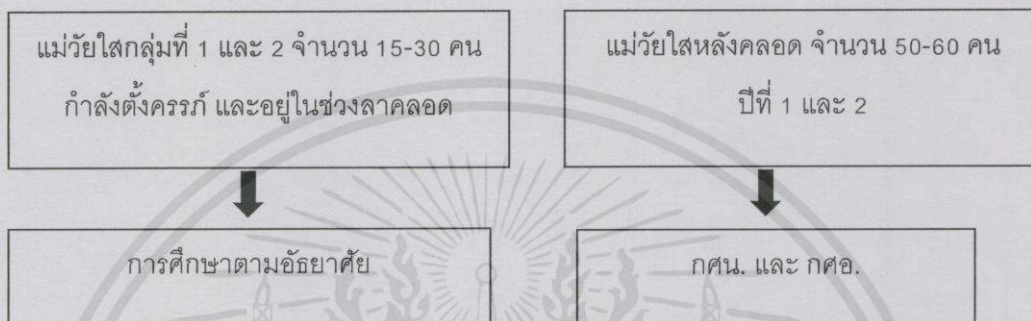 แม่วัยใสกลุ่มที่ 1 และ 2 จำนวน 15-30 คน
กำลังตั้งครรภ์ และอยู่ในช่วงลาคลอด
แม่วัยใสหลังคลอด จำนวน 50-60 คน
ปีที่ 1 และ 2
การศึกษาตามอัธยาศัย
กศน. และ กศอ.